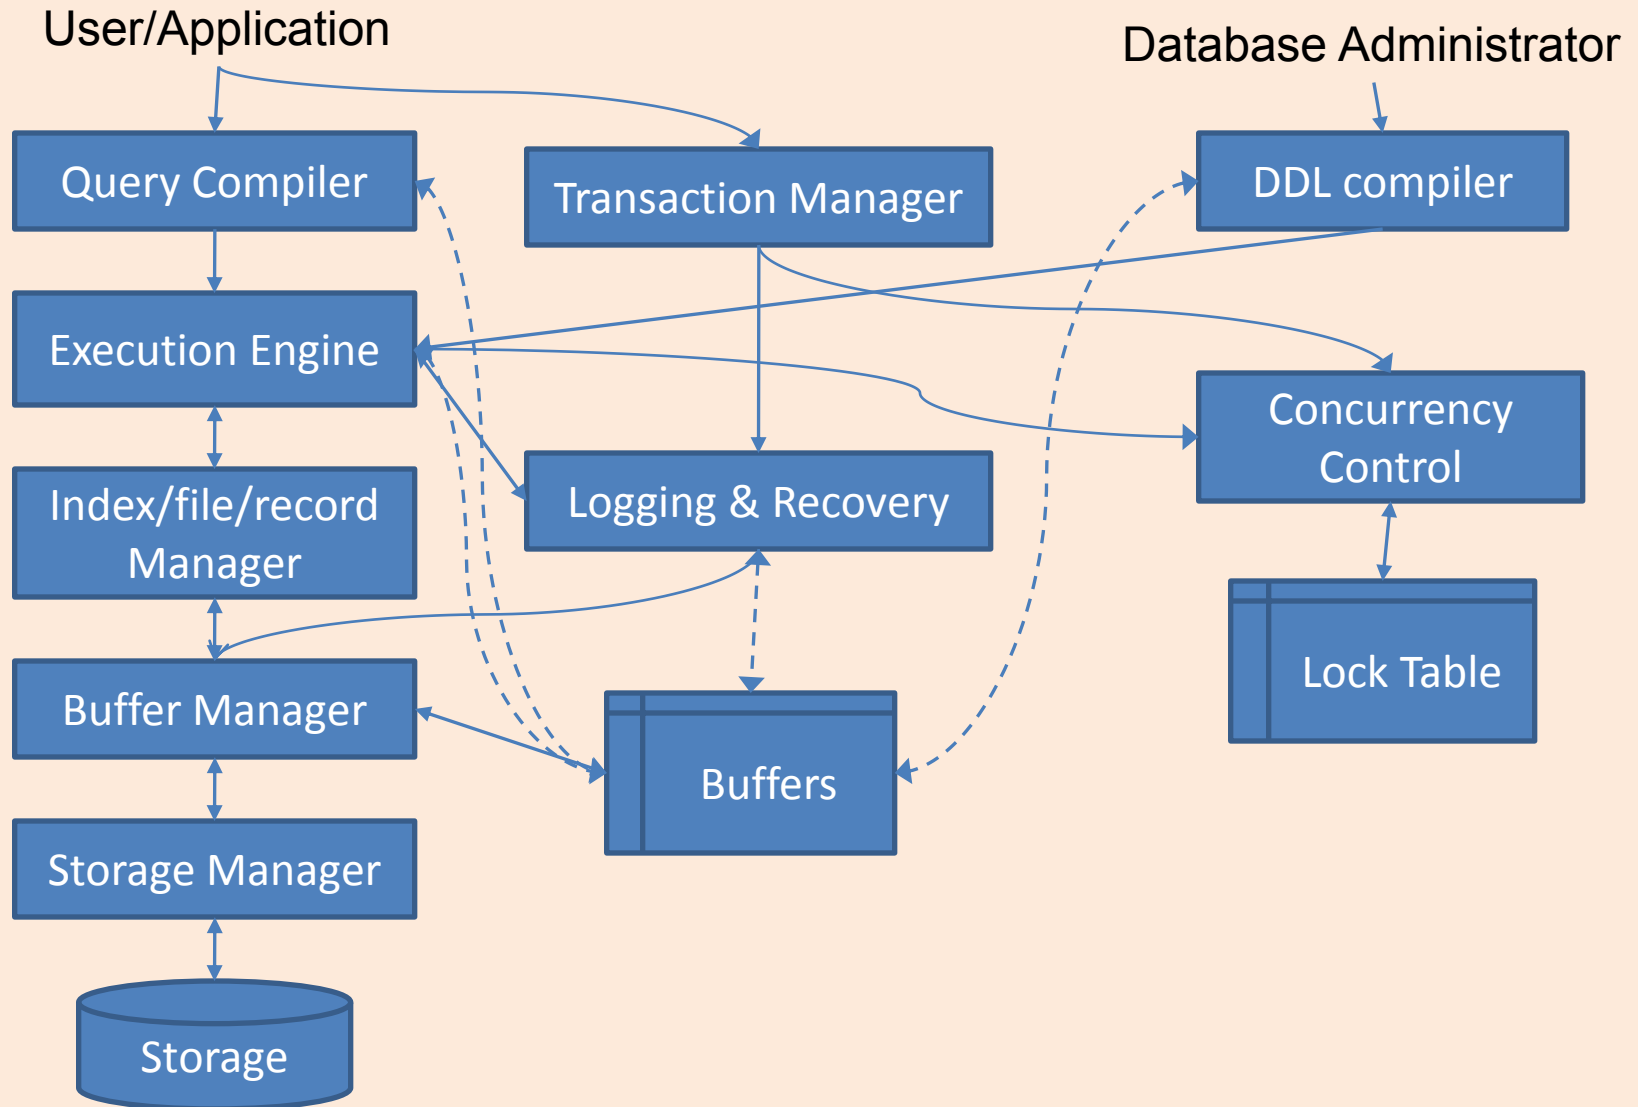 User/Application
Database Administrator
Query Compiler
Transaction Manager
DDL compiler
Execution Engine
Concurrency
Control
Index/file/record
Manager
Logging & Recovery
Lock Table
Buffer Manager
Buffers
Storage Manager
Storage